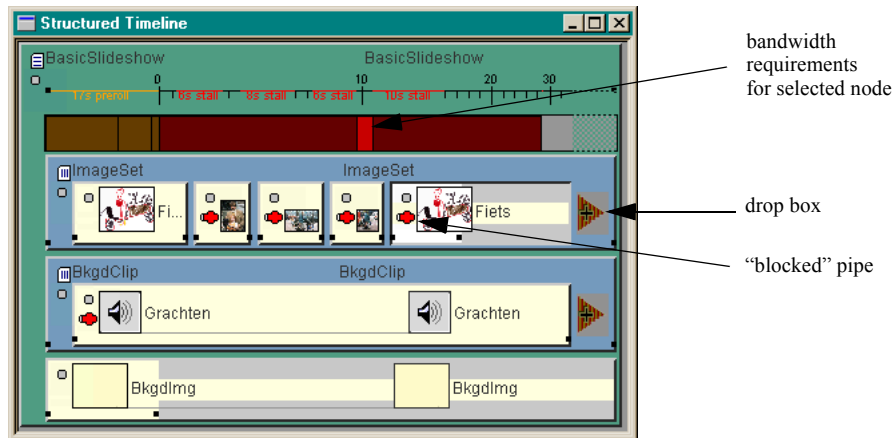 Structured Timeline
BasicSlideshow BasicSlideshow
0 10 20 30
17s preroll 6s stall 8s stall 6s stall 10s stall
ImageSet ImageSet
Fi... Fiets
BkgdClip BkgdClip
Grachten Grachten
BkgdImg BkgdImg
bandwidth
requirements
for selected node
drop box
“blocked” pipe